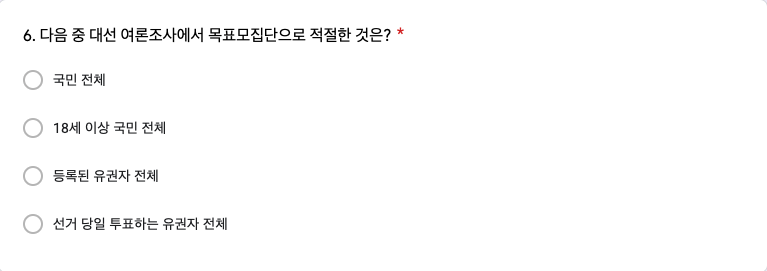 6. 다음 중 대선 여론조사에서 목표모집단으로 적절한 것은? *
국민 전체
18세 이상 국민 전체
등록된 유권자 전체
선거 당일 투표하는 유권자 전체